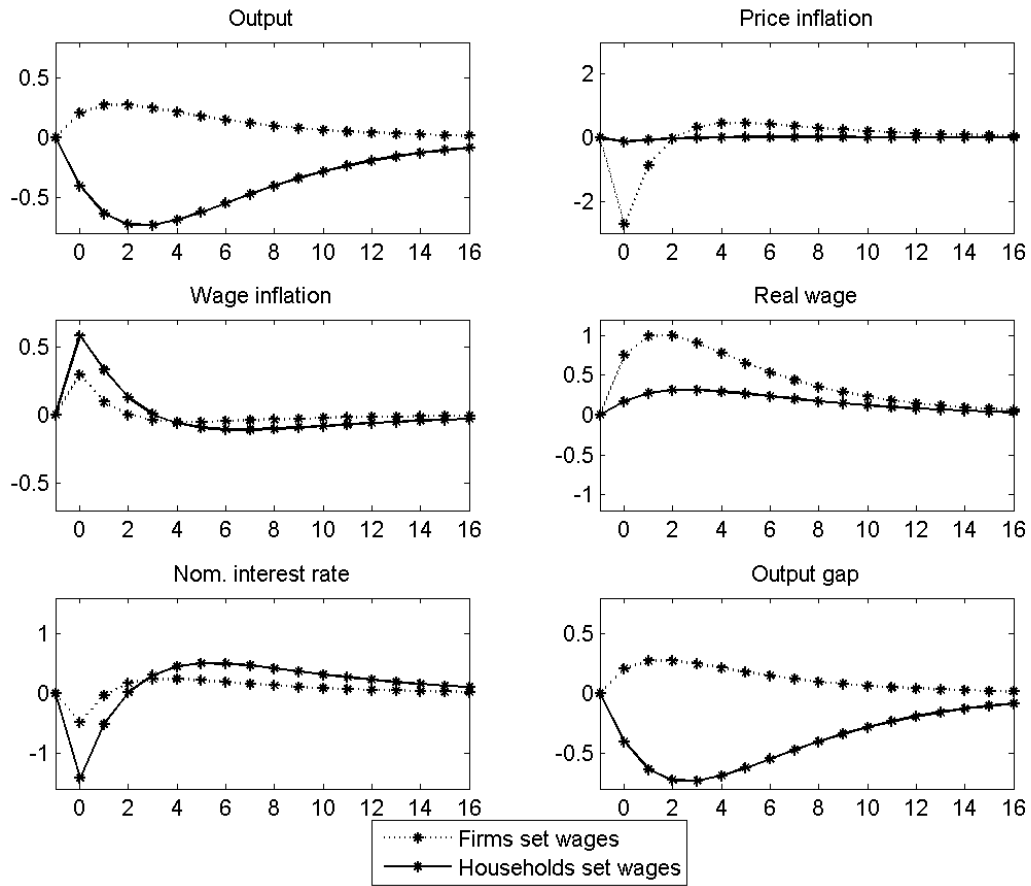 Output
0.5
0
-0.5
0 2 4 6 8 10 12 14 16
Price inflation
2
0
-2
0 2 4 6 8 10 12 14 16
Wage inflation
0.5
0
-0.5
0 2 4 6 8 10 12 14 16
Real wage
1
0.5
0
-0.5
-1
0 2 4 6 8 10 12 14 16
Nom. interest rate
1
0
-1
0 2 4 6 8 10 12 14 16
Output gap
0.5
0
-0.5
0 2 4 6 8 10 12 14 16
Firms set wages
Households set wages